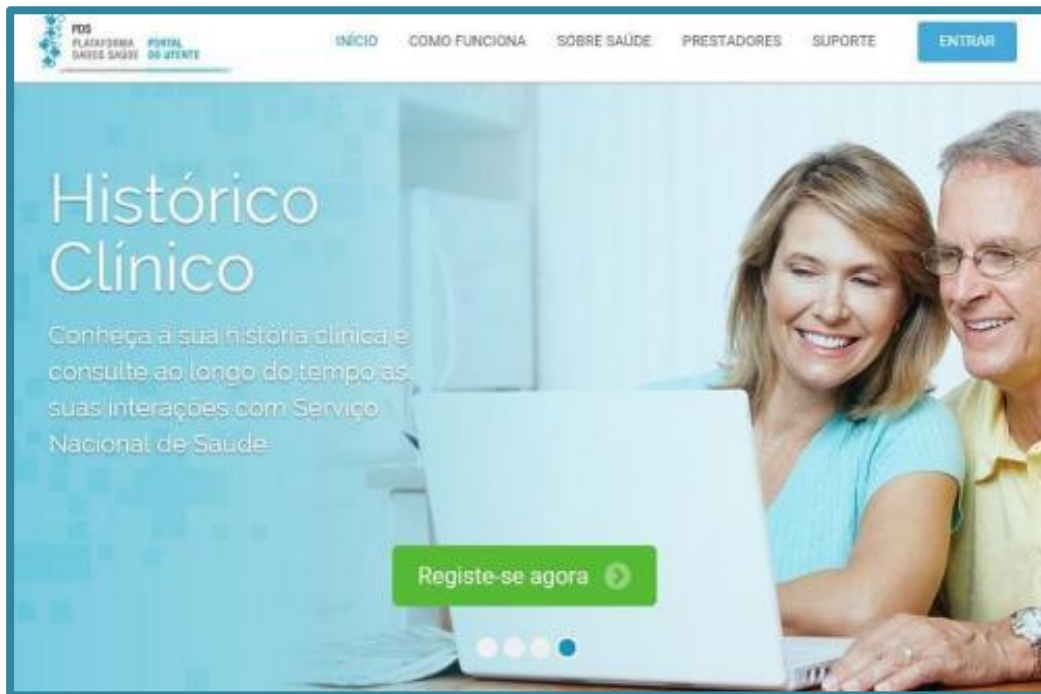 PDS
PLATAFORMA
DADOS SAÚDE
PORTAL
DO UTENTE
INÍCIO COMO FUNCIONA SOBRE SAÚDE PRESTADORES SUPORTE ENTRAR
Histórico
Clínico
Conheça a sua história clínica e
consulte ao longo do tempo as
suas interações com Serviço
Nacional de Saúde
Registe-se agora